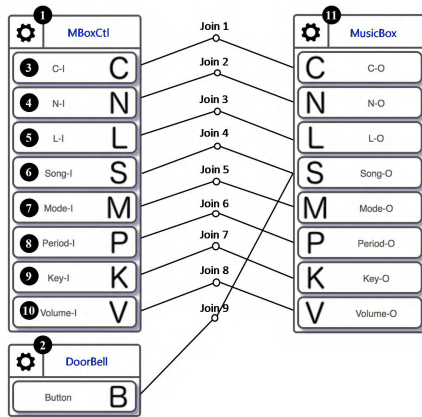 1
MBoxCtl
3 C-I C
4 N-I N
5 L-I L
6 Song-I S
7 Mode-I M
8 Period-I P
9 Key-I K
10 Volume-I V
2
DoorBell
Button B
Join 1
Join 2
Join 3
Join 4
Join 5
Join 6
Join 7
Join 8
Join 9
11
MusicBox
C C-O
N N-O
L L-O
S Song-O
M Mode-O
P Period-O
K Key-O
V Volume-O